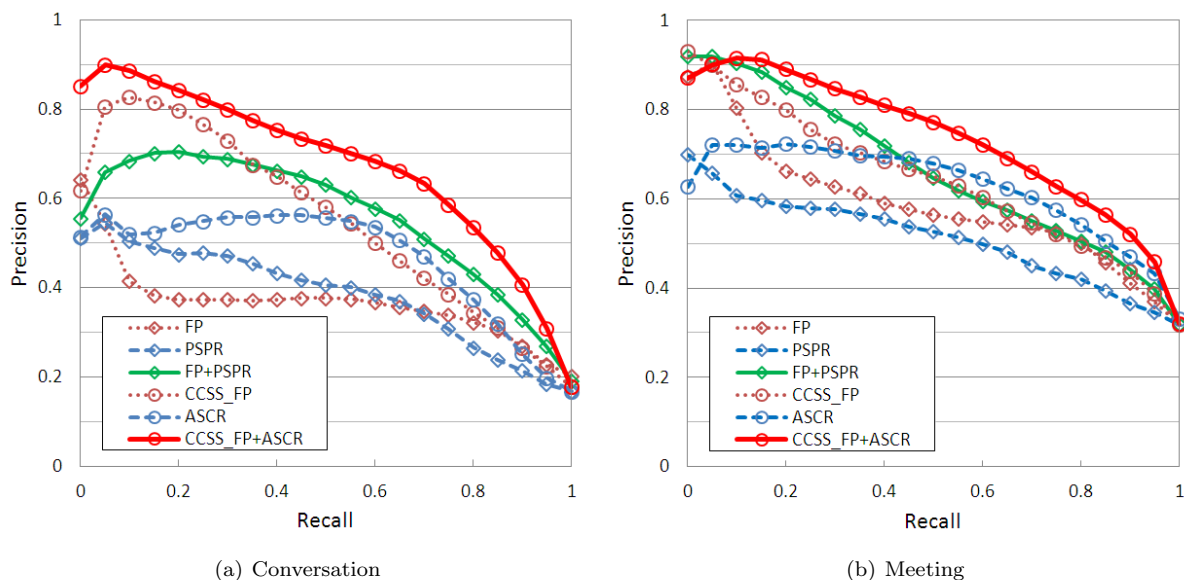 1
0.8
0.6
0.4
0.2
0
Precision
FP
PSPR
FP+PSPR
CCSS_FP
ASCR
CCSS_FP+ASCR
0 0.2 0.4 0.6 0.8 1
Recall
(a) Conversation
1
0.8
0.6
0.4
0.2
0
Precision
FP
PSPR
FP+PSPR
CCSS_FP
ASCR
CCSS_FP+ASCR
0 0.2 0.4 0.6 0.8 1
Recall
(b) Meeting